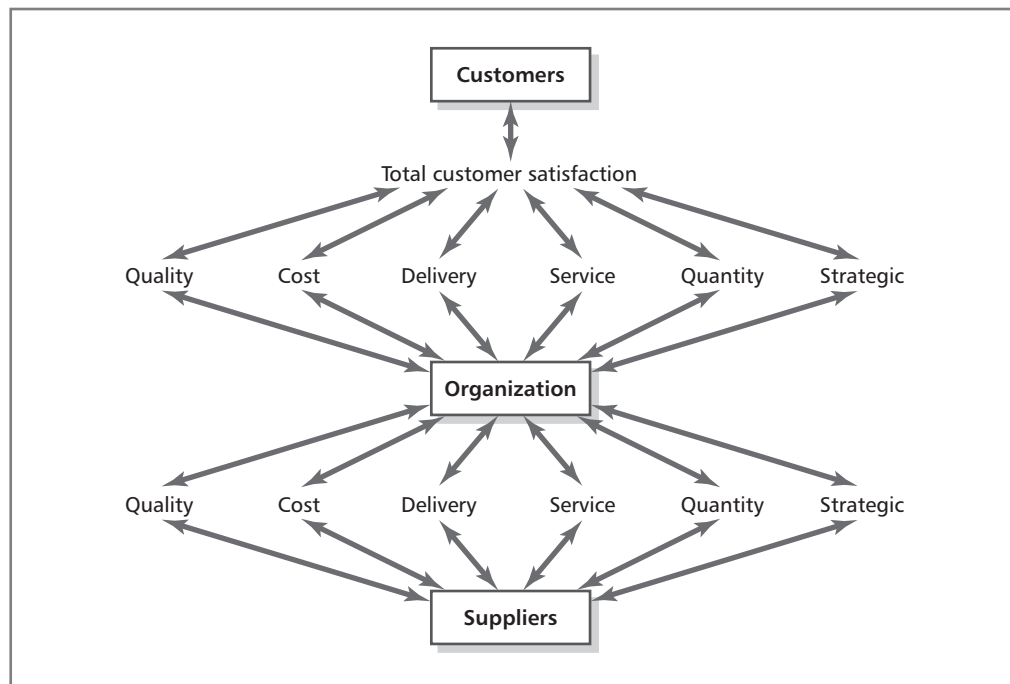 Customers
Total customer satisfaction
Quality Cost Delivery Service Quantity Strategic
Organization
Quality Cost Delivery Service Quantity Strategic
Suppliers